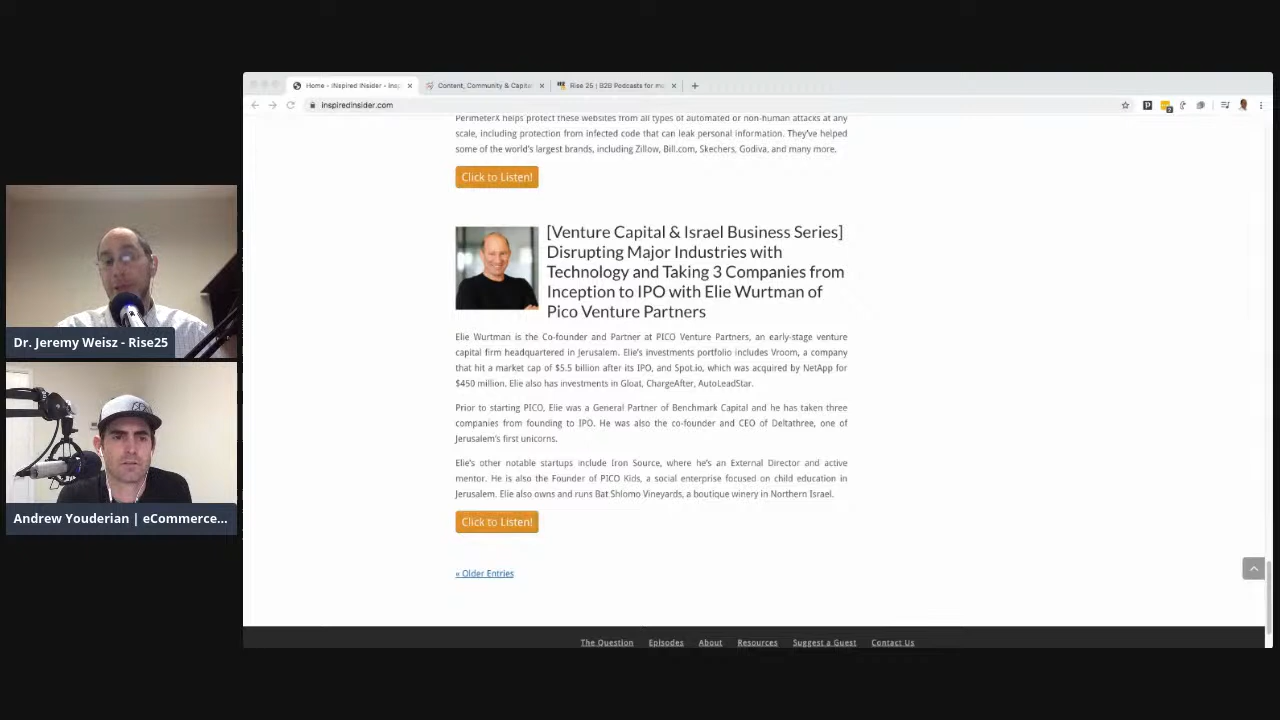 Home - iNspired iNsider - Insp
Content, Community & Capita
Rise 25 | B2B Podcasts for m
inspiredinsider.com
PerimeterX helps protect these websites from all types of automated or non-human attacks at any
scale, including protection from infected code that can leak personal information. They've helped
some of the world's largest brands, including Zillow, Bill.com, Skechers, Godiva, and many more.
Click to Listen!
[Venture Capital & Israel Business Series]
Disrupting Major Industries with
Technology and Taking 3 Companies from
Inception to IPO with Elie Wurtman of
Pico Venture Partners
Elie Wurtman is the Co-founder and Partner at PICO Venture Partners, an early-stage venture
capital firm headquartered in Jerusalem. Elie's investments portfolio includes Vroom, a company
that hit a market cap of $5.5 billion after its IPO, and Spot.io, which was acquired by NetApp for
$450 million. Elie also has investments in Gloat, ChargeAfter, AutoLeadStar.
Prior to starting PICO, Elie was a General Partner of Benchmark Capital and he has taken three
companies from founding to IPO. He was also the co-founder and CEO of Deltathree, one of
Jerusalem's first unicorns.
Elie's other notable startups include Iron Source, where he's an External Director and active
mentor. He is also the Founder of PICO Kids, a social enterprise focused on child education in
Jerusalem. Elie also owns and runs Bat Shlomo Vineyards, a boutique winery in Northern Israel.
Click to Listen!
« Older Entries
The Question Episodes About Resources Suggest a Guest Contact Us
Dr. Jeremy Weisz - Rise25
Andrew Youderian | eCommerce...